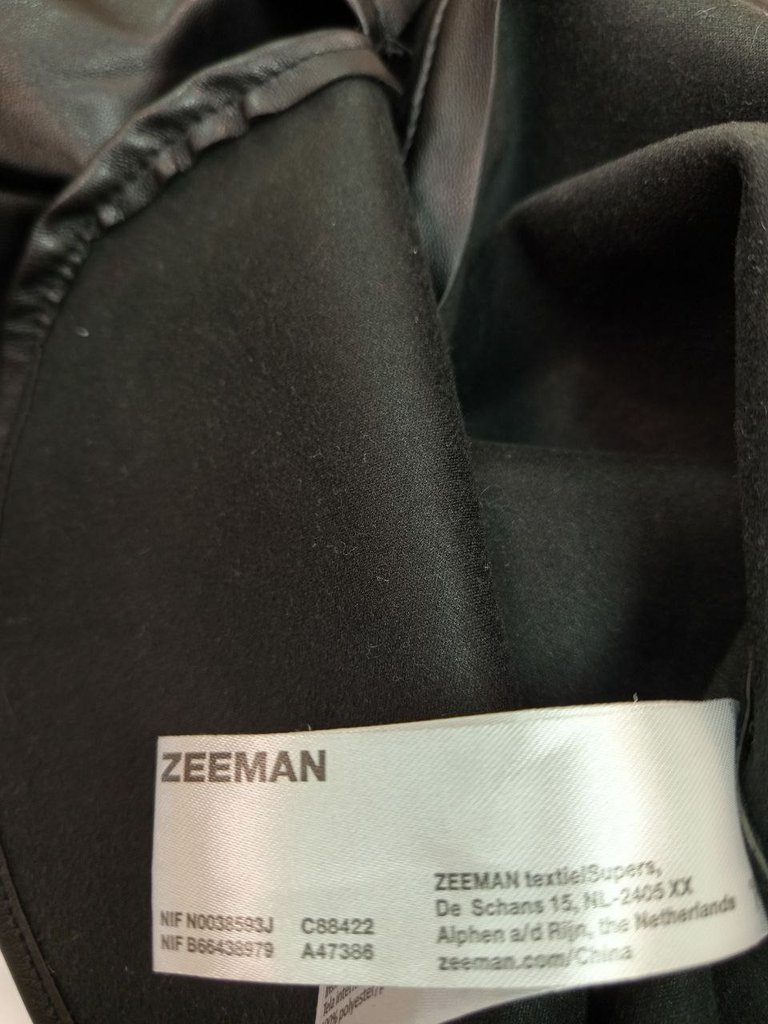 ZEEMAN
NIF N0038593J C88422
NIF B66438979 A47386
ZEEMAN textielSupers,
De Schans 15, NL-2405 XX
Alphen a/d Rijn, the Netherlands
zeeman.com/China
polyester/